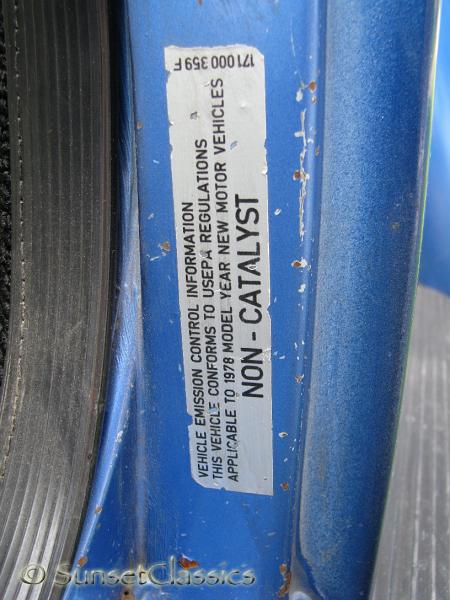 171 000 359 F
VEHICLE EMISSION CONTROL INFORMATION
THIS VEHICLE CONFORMS TO USEPA REGULATIONS
APPLICABLE TO 1978 MODEL YEAR NEW MOTOR VEHICLES
NON - CATALYST
© SunsetClassics